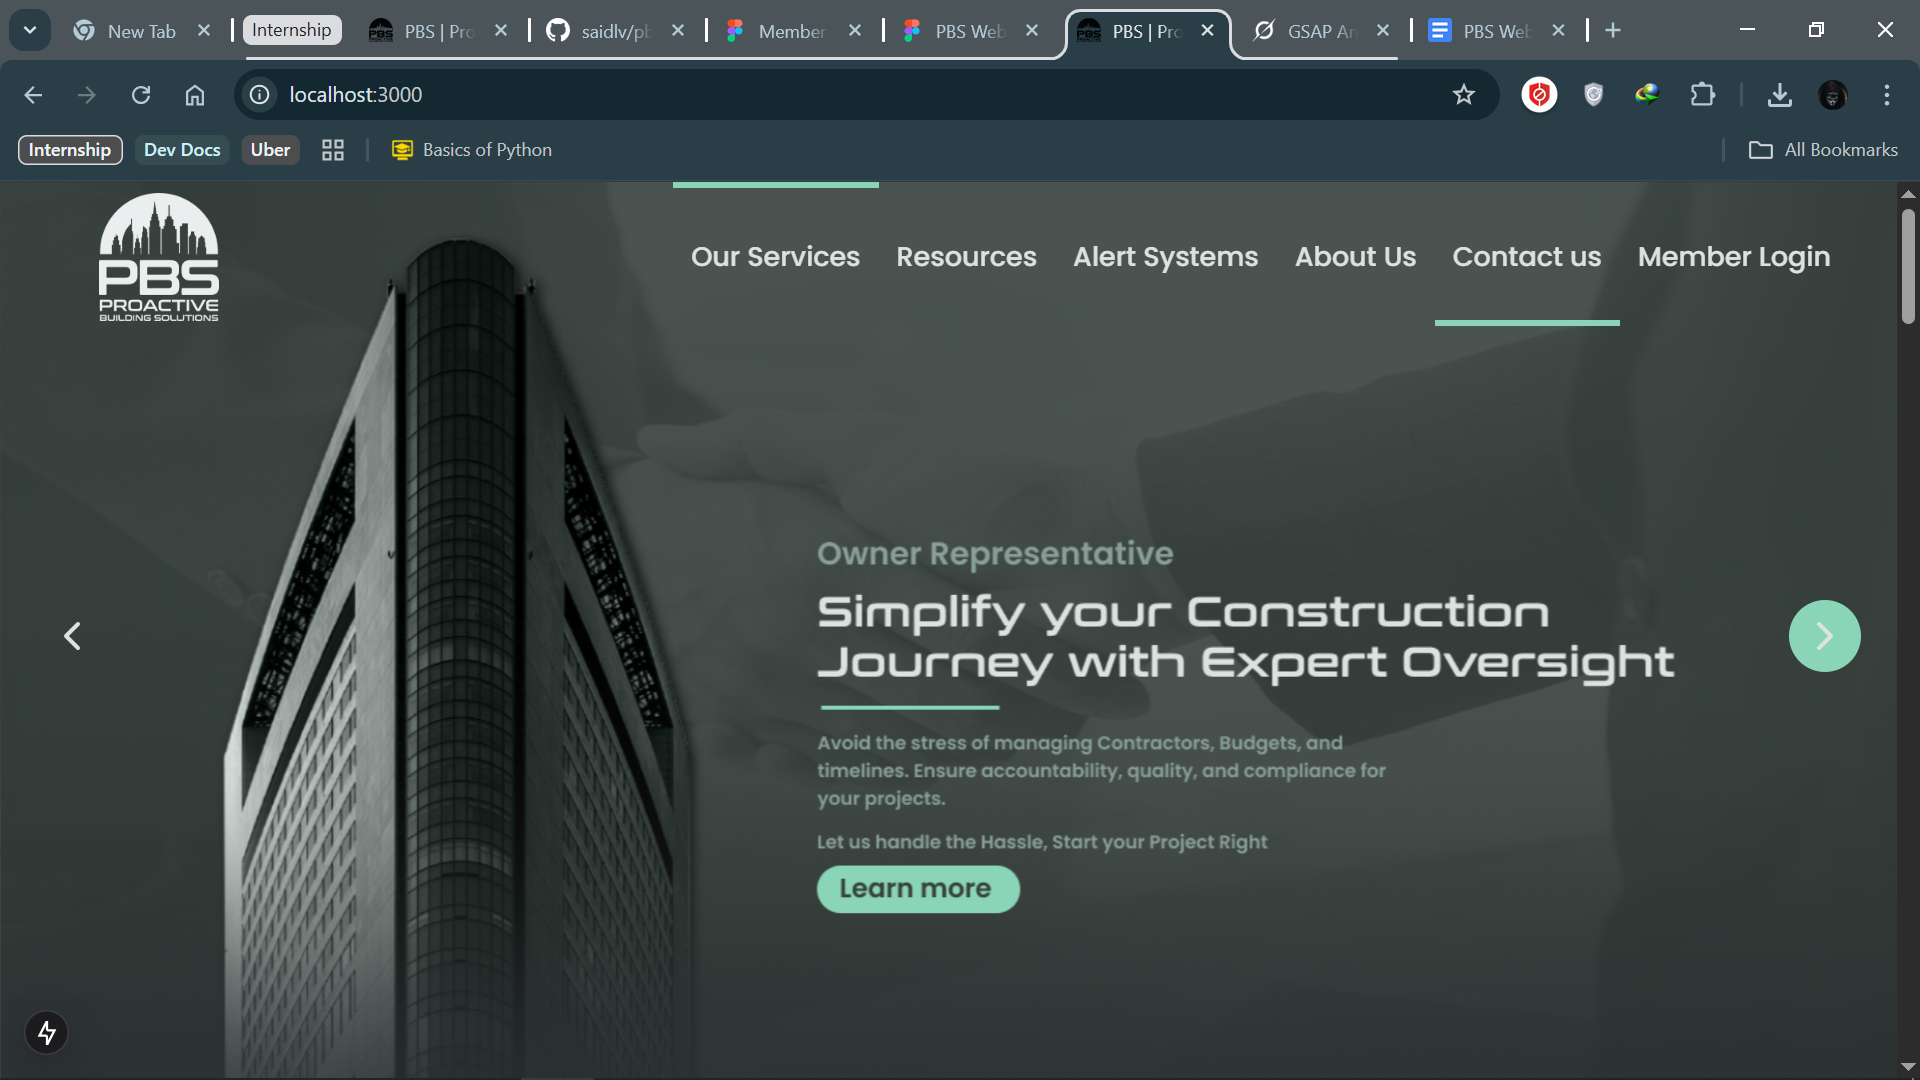 New Tab
Internship
PBS | Pro
saidlv/pb
Member
PBS Web
PBS | Pro
GSAP An
PBS Web
localhost:3000
Internship
Dev Docs
Uber
Basics of Python
All Bookmarks
PBS
PROACTIVE
BUILDING SOLUTIONS
Our Services
Resources
Alert Systems
About Us
Contact us
Member Login
Owner Representative
Simplify your Construction
Journey with Expert Oversight
Avoid the stress of managing Contractors, Budgets, and
timelines. Ensure accountability, quality, and compliance for
your projects.
Let us handle the Hassle, Start your Project Right
Learn more